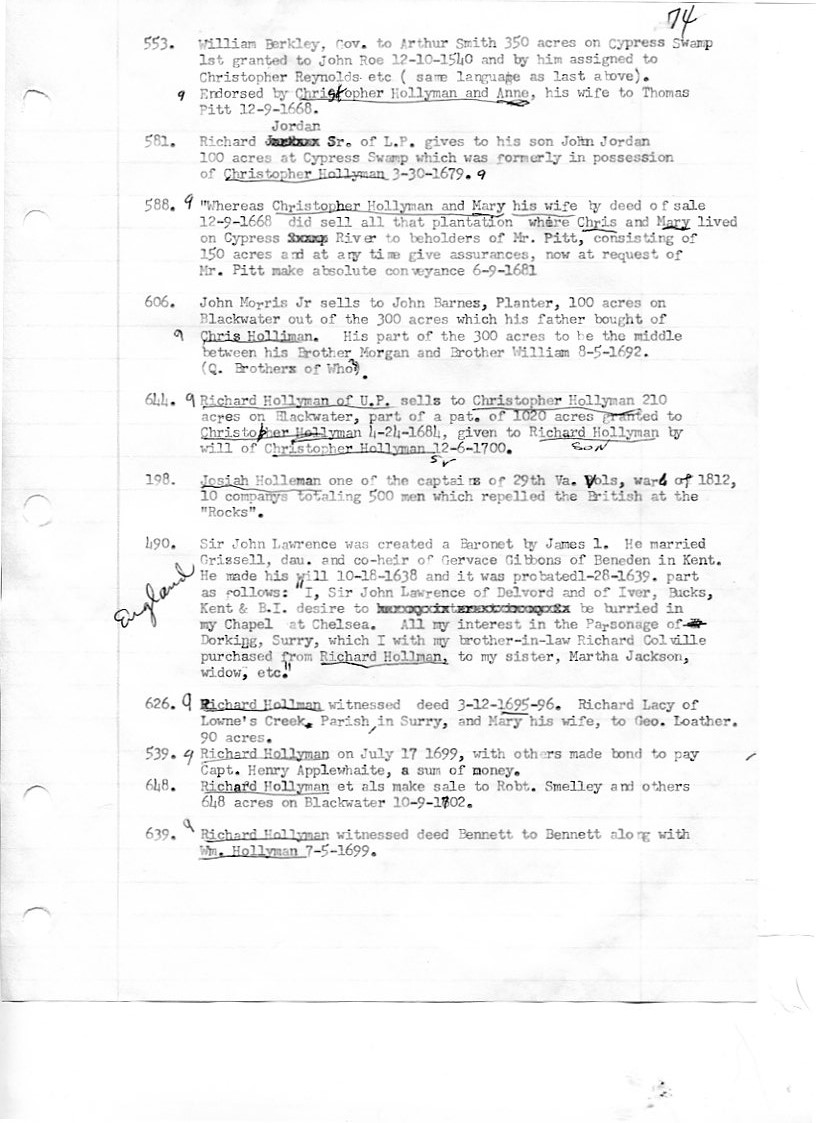 74
553. William Berkley, Gov. to Arthur Smith 350 acres on Cypress Swamp
1st granted to John Roe 12-10-1540 and by him assigned to
Christopher Reynolds etc ( same language as last above).
9 Endorsed by Christopher Hollyman and Anne, his wife to Thomas
Pitt 12-9-1668.
Jordan
581. Richard Sr. of L.P. gives to his son John Jordan
100 acres at Cypress Swamp which was formerly in possession
of Christopher Hollyman 3-30-1679. 9
588. 9 "Whereas Christopher Hollyman and Mary his wife by deed of sale
12-9-1668 did sell all that plantation where Chris and Mary lived
on Cypress River to beholders of Mr. Pitt, consisting of
150 acres and at any time give assurances, now at request of
Mr. Pitt make absolute conveyance 6-9-1681
606. John Morris Jr sells to John Barnes, Planter, 100 acres on
Blackwater out of the 300 acres which his father bought of
9 Chris Holliman. His part of the 300 acres to be the middle
between his Brother Morgan and Brother William 8-5-1692.
(Q. Brothers of Who?).
644. 9 Richard Hollyman of U.P. sells to Christopher Hollyman 210
acres on Blackwater, part of a pat. of 1020 acres granted to
Christopher Hollyman 4-24-1684, given to Richard Hollyman by
will of Christopher Hollyman 12-6-1700. SON
Sr
198. Josiah Holleman one of the captains of 29th Va. Vols, war of 1812,
10 companys totaling 500 men which repelled the British at the
"Rocks".
490. Sir John Lawrence was created a Baronet by James 1. He married
Grissell, dau. and co-heir of Gervace Gibbons of Beneden in Kent.
England He made his will 10-18-1638 and it was probated1-28-1639. part
as follows: "I, Sir John Lawrence of Delvord and of Iver, Bucks,
Kent & B.I. desire to be burried in
my Chapel at Chelsea. All my interest in the Parsonage of
Dorking, Surry, which I with my brother-in-law Richard Colville
purchased from Richard Hollman, to my sister, Martha Jackson,
widow, etc."
626. 9 Richard Hollman witnessed deed 3-12-1695-96. Richard Lacy of
Lowne's Creek, Parish, in Surry, and Mary his wife, to Geo. Loather.
90 acres.
539. 9 Richard Hollyman on July 17 1699, with others made bond to pay
Capt. Henry Applewhaite, a sum of money.
648. Richard Hollyman et als make sale to Robt. Smelley and others
648 acres on Blackwater 10-9-1702.
639. 9 Richard Hollyman witnessed deed Bennett to Bennett along with
Wm. Hollyman 7-5-1699.